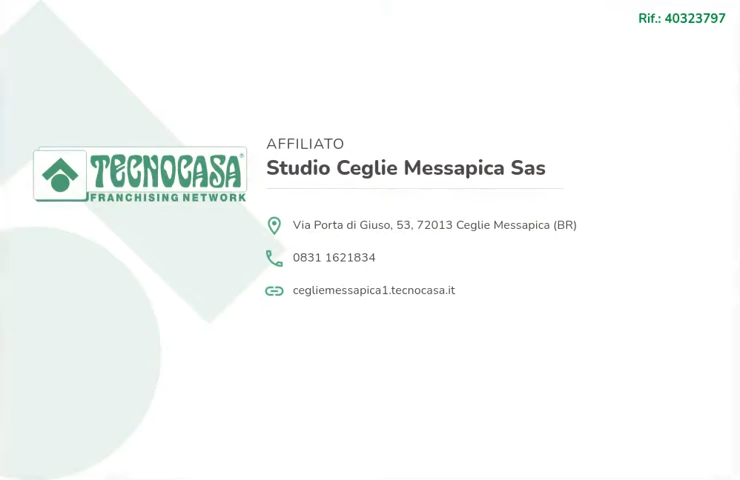 Rif.: 40323797
AFFILIATO
Studio Ceglie Messapica Sas
TECNOCASA®
FRANCHISING NETWORK
Via Porta di Giuso, 53, 72013 Ceglie Messapica (BR)
0831 1621834
cegliemessapica1.tecnocasa.it